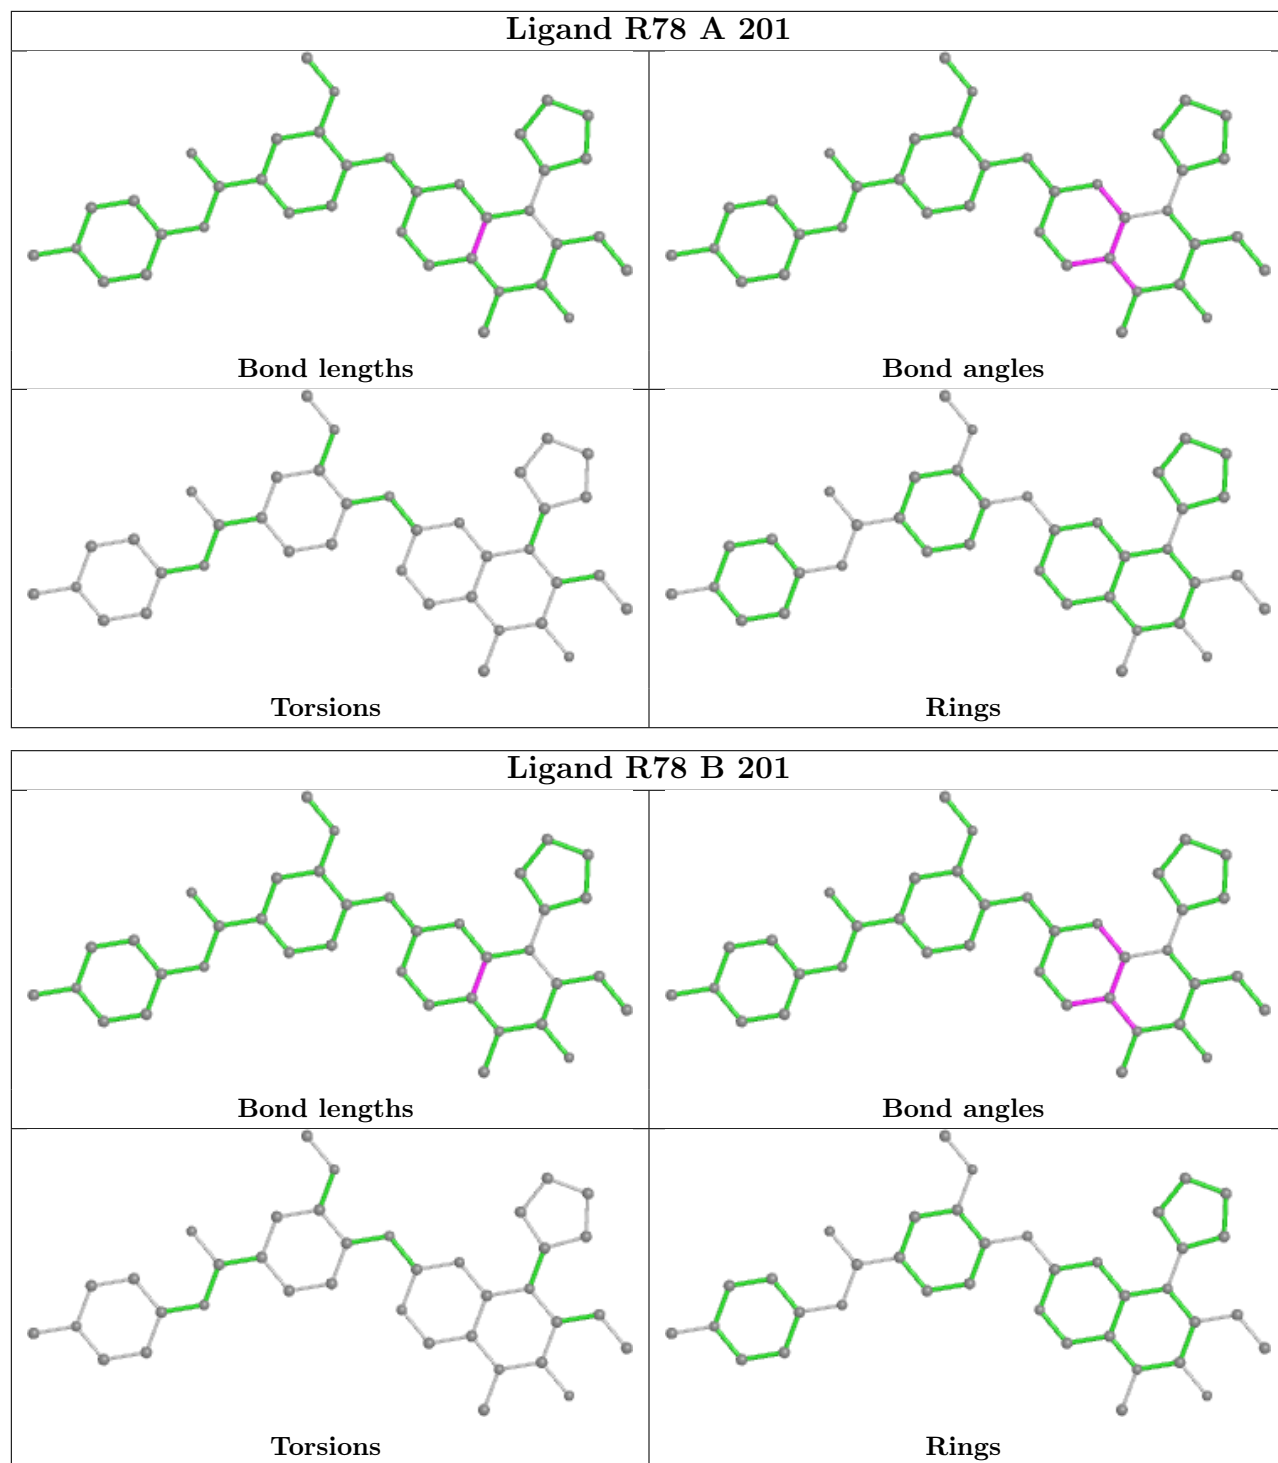 Ligand R78 A 201
Bond lengths
Bond angles
Torsions
Rings
Ligand R78 B 201
Bond lengths
Bond angles
Torsions
Rings